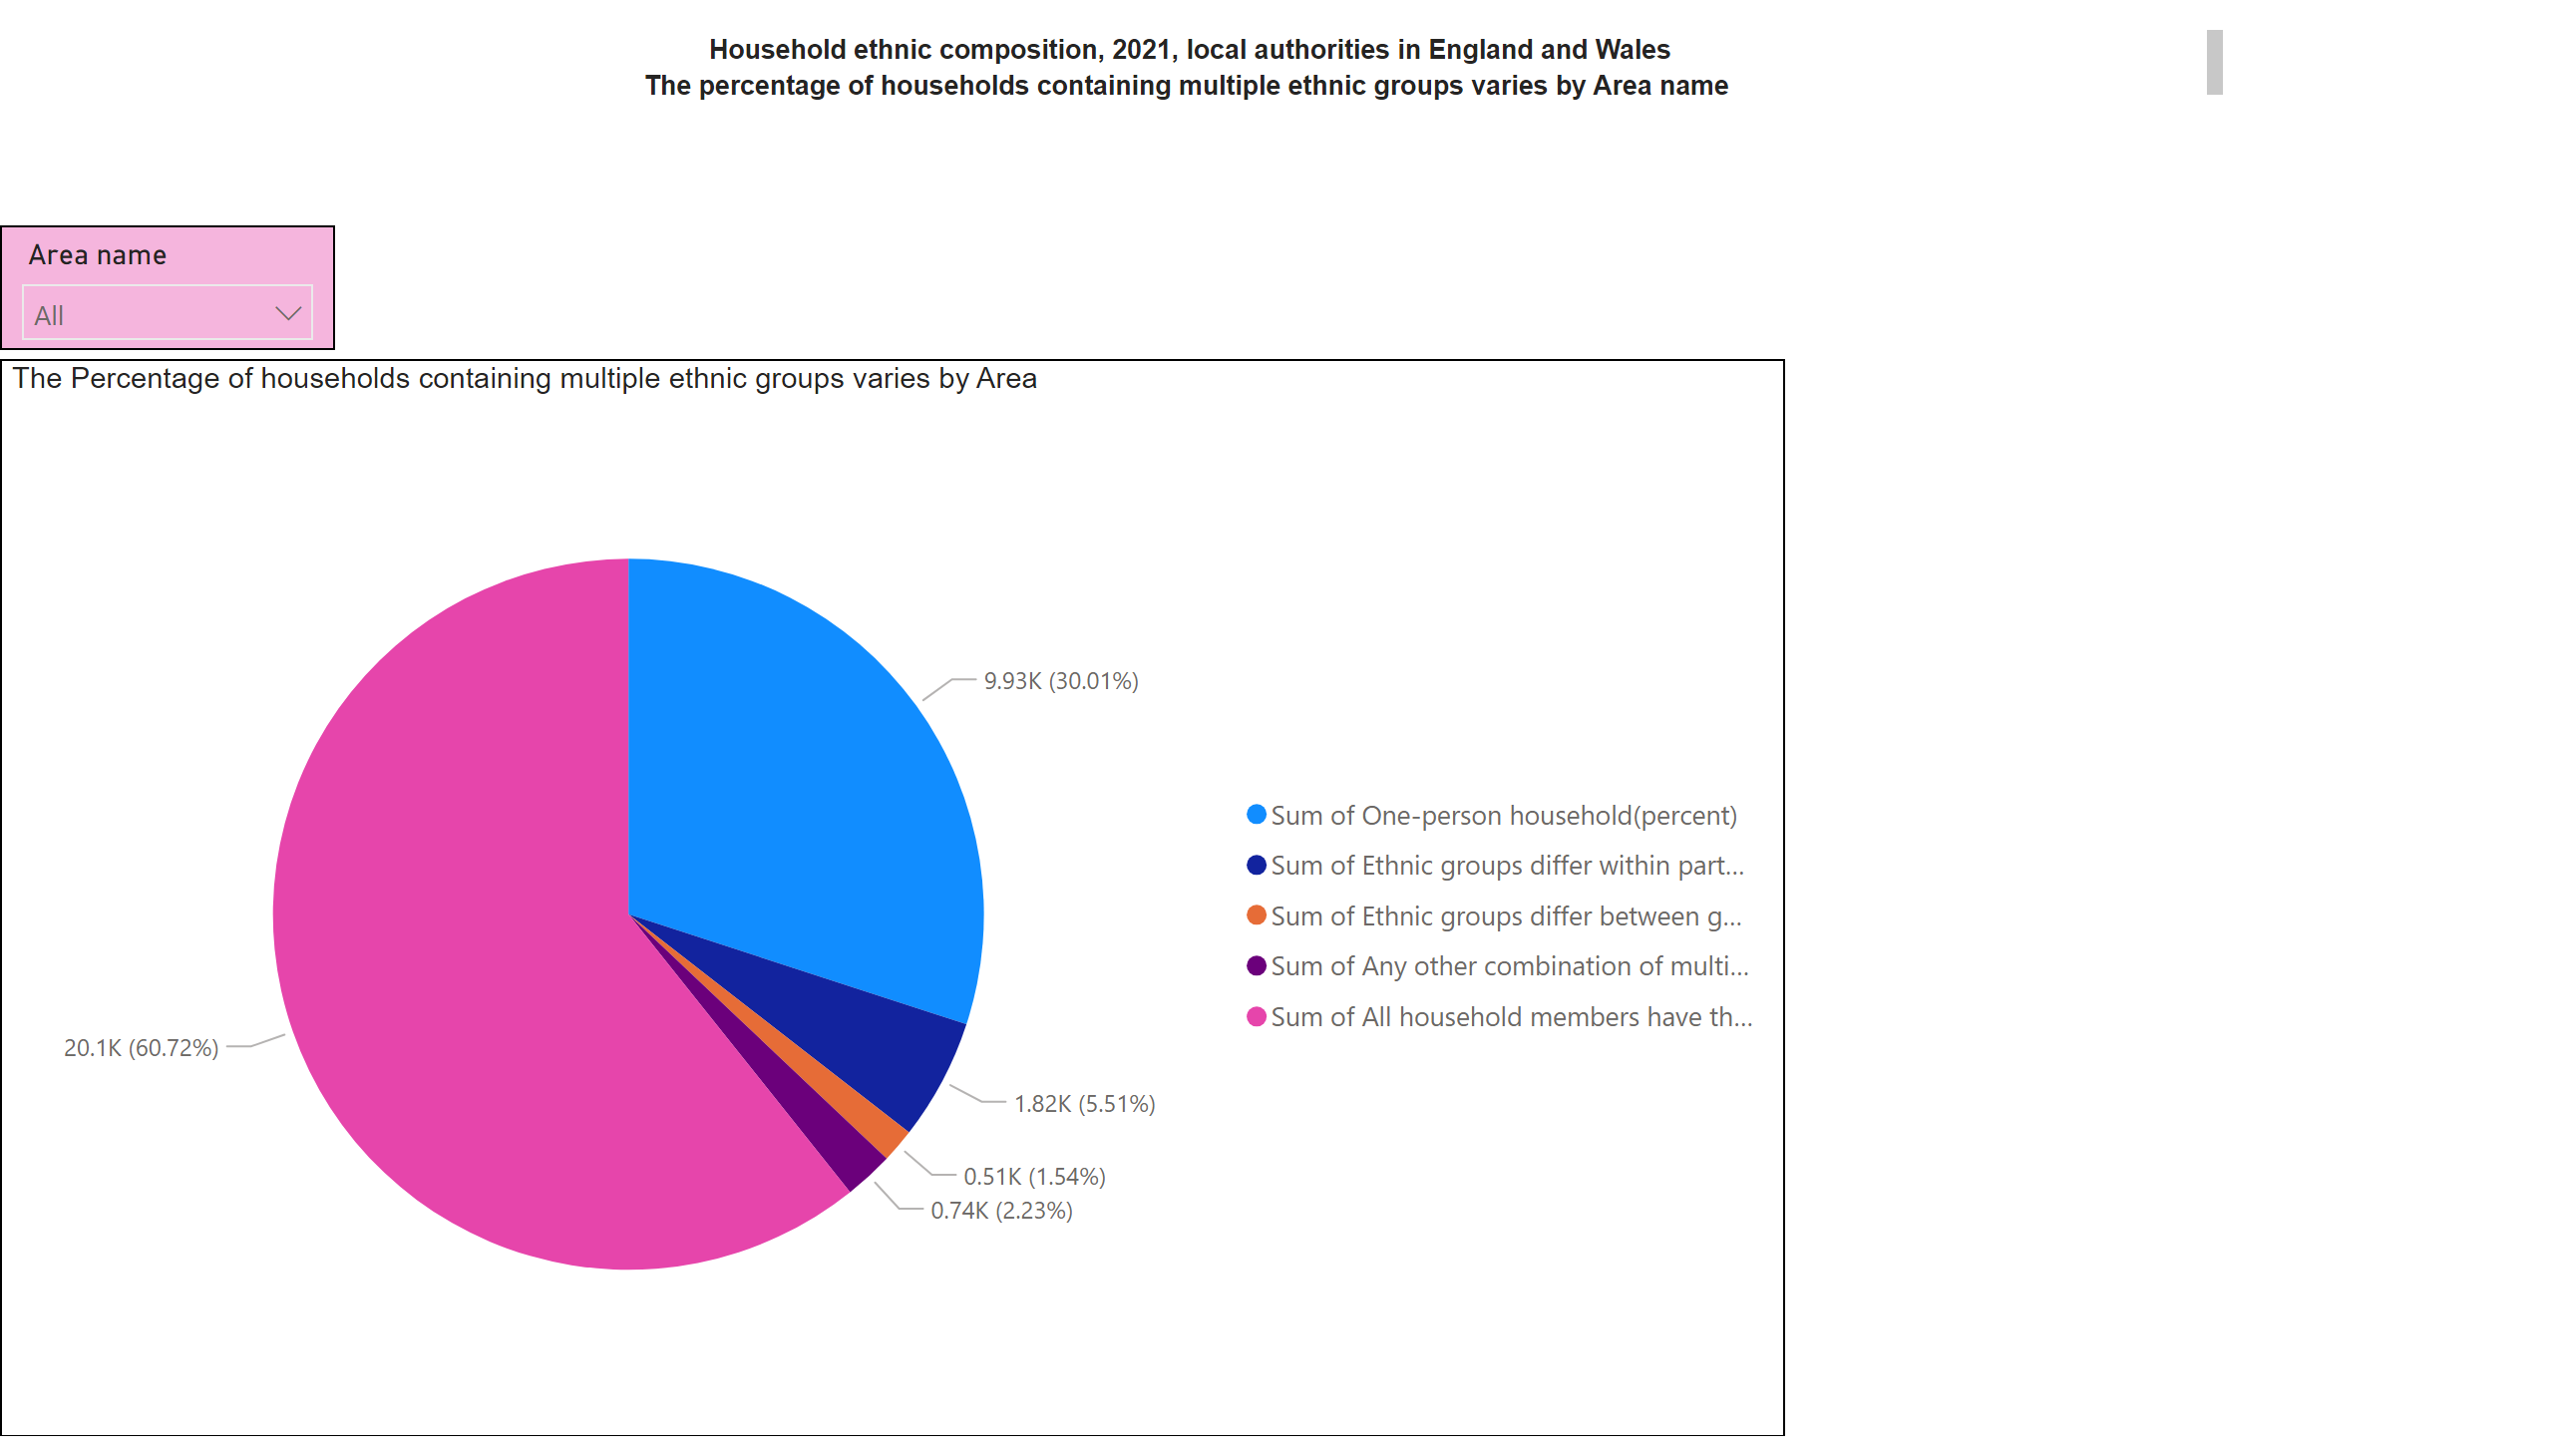 Household ethnic composition, 2021, local authorities in England and Wales
The percentage of households containing multiple ethnic groups varies by Area name
Area name
All
The Percentage of households containing multiple ethnic groups varies by Area
9.93K (30.01%)
Sum of One-person household(percent)
Sum of Ethnic groups differ within part...
Sum of Ethnic groups differ between g...
Sum of Any other combination of multi...
Sum of All household members have th...
20.1K (60.72%)
1.82K (5.51%)
0.51K (1.54%)
0.74K (2.23%)